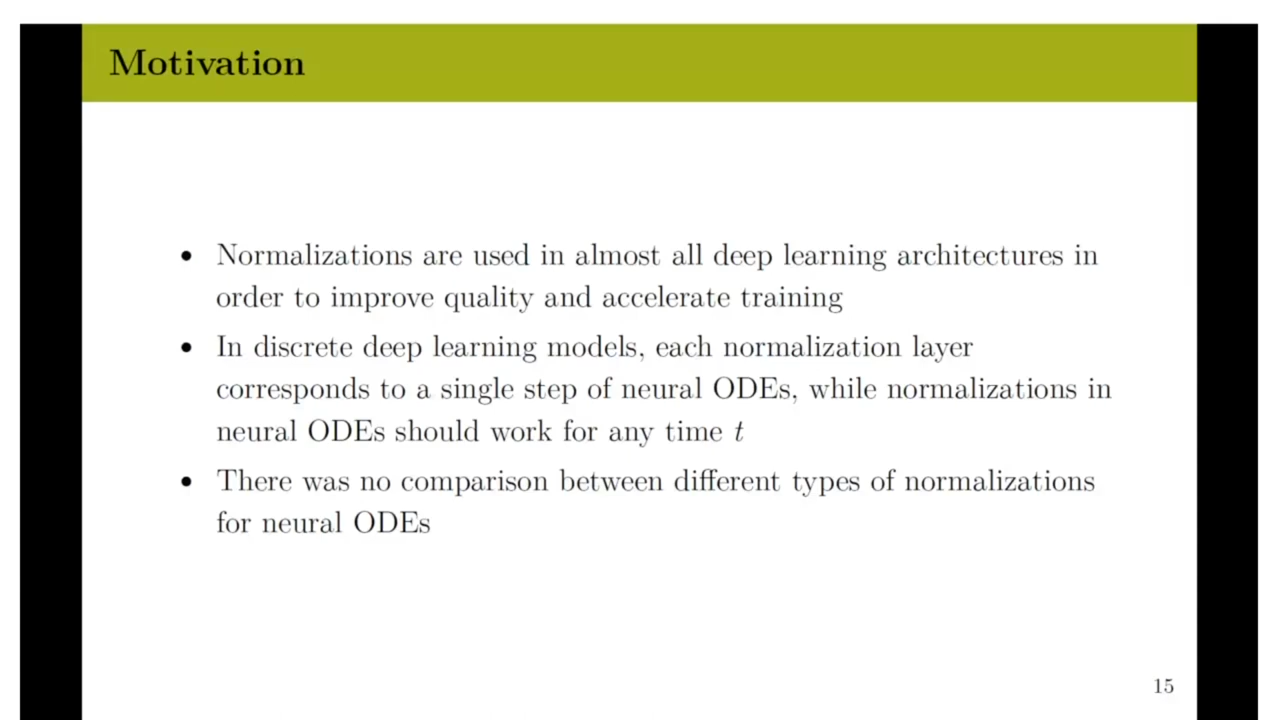 Motivation
• Normalizations are used in almost all deep learning architectures in
order to improve quality and accelerate training
• In discrete deep learning models, each normalization layer
corresponds to a single step of neural ODEs, while normalizations in
neural ODEs should work for any time t
• There was no comparison between different types of normalizations
for neural ODEs
15